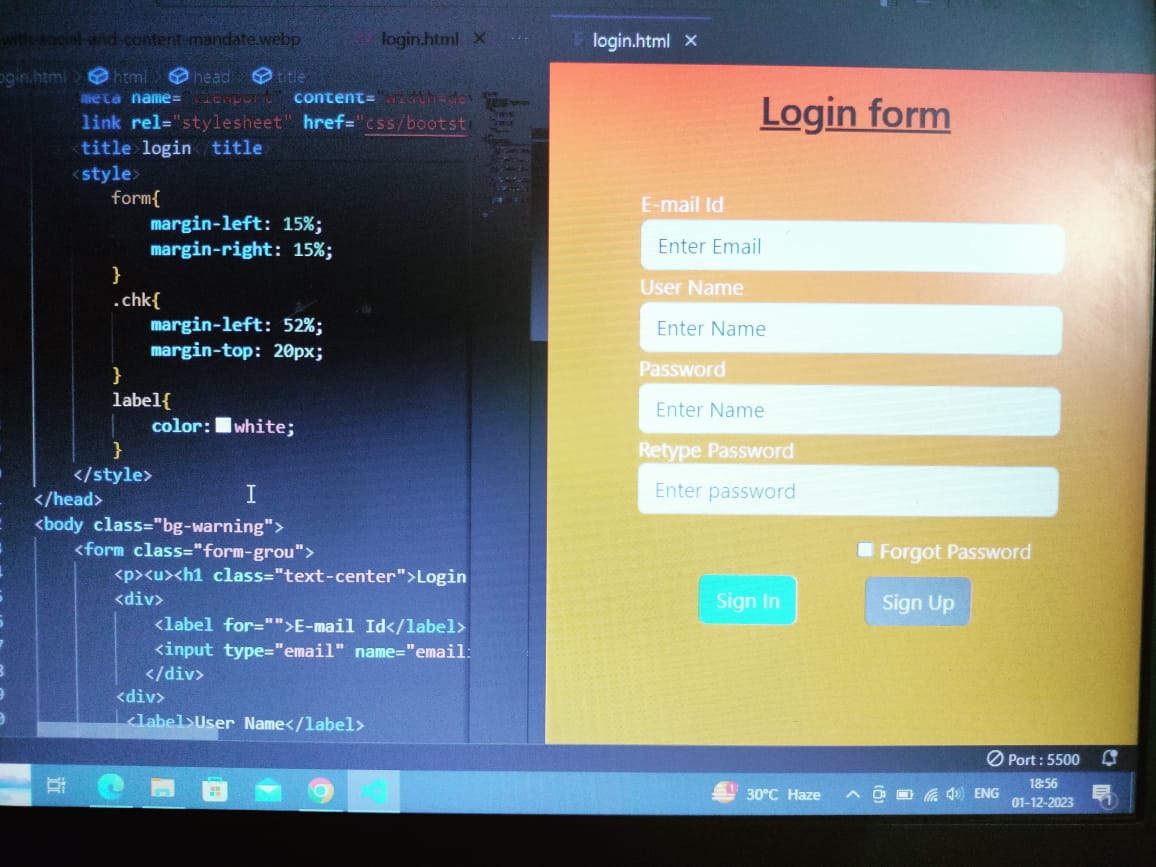 with-social-and-content-mandate.webp login.html × ...
login.html ×
html > head > title
meta name="viewport" content="
link rel="stylesheet" href="css/bootst
<title>login</title>
<style>
form{
margin-left: 15%;
margin-right: 15%;
}
.chk{
margin-left: 52%;
margin-top: 20px;
}
label{
color: white;
}
</style>
</head>
<body class="bg-warning">
<form class="form-grou">
<p><u><h1 class="text-center">Login
<div>
<label for="">E-mail Id</label>
<input type="email" name="email
</div>
<div>
<label>User Name</label>
Login form
E-mail Id
Enter Email
User Name
Enter Name
Password
Enter Name
Retype Password
Enter password
Forgot Password
Sign In Sign Up
Port : 5500
30°C Haze
ENG
18:56
01-12-2023
1